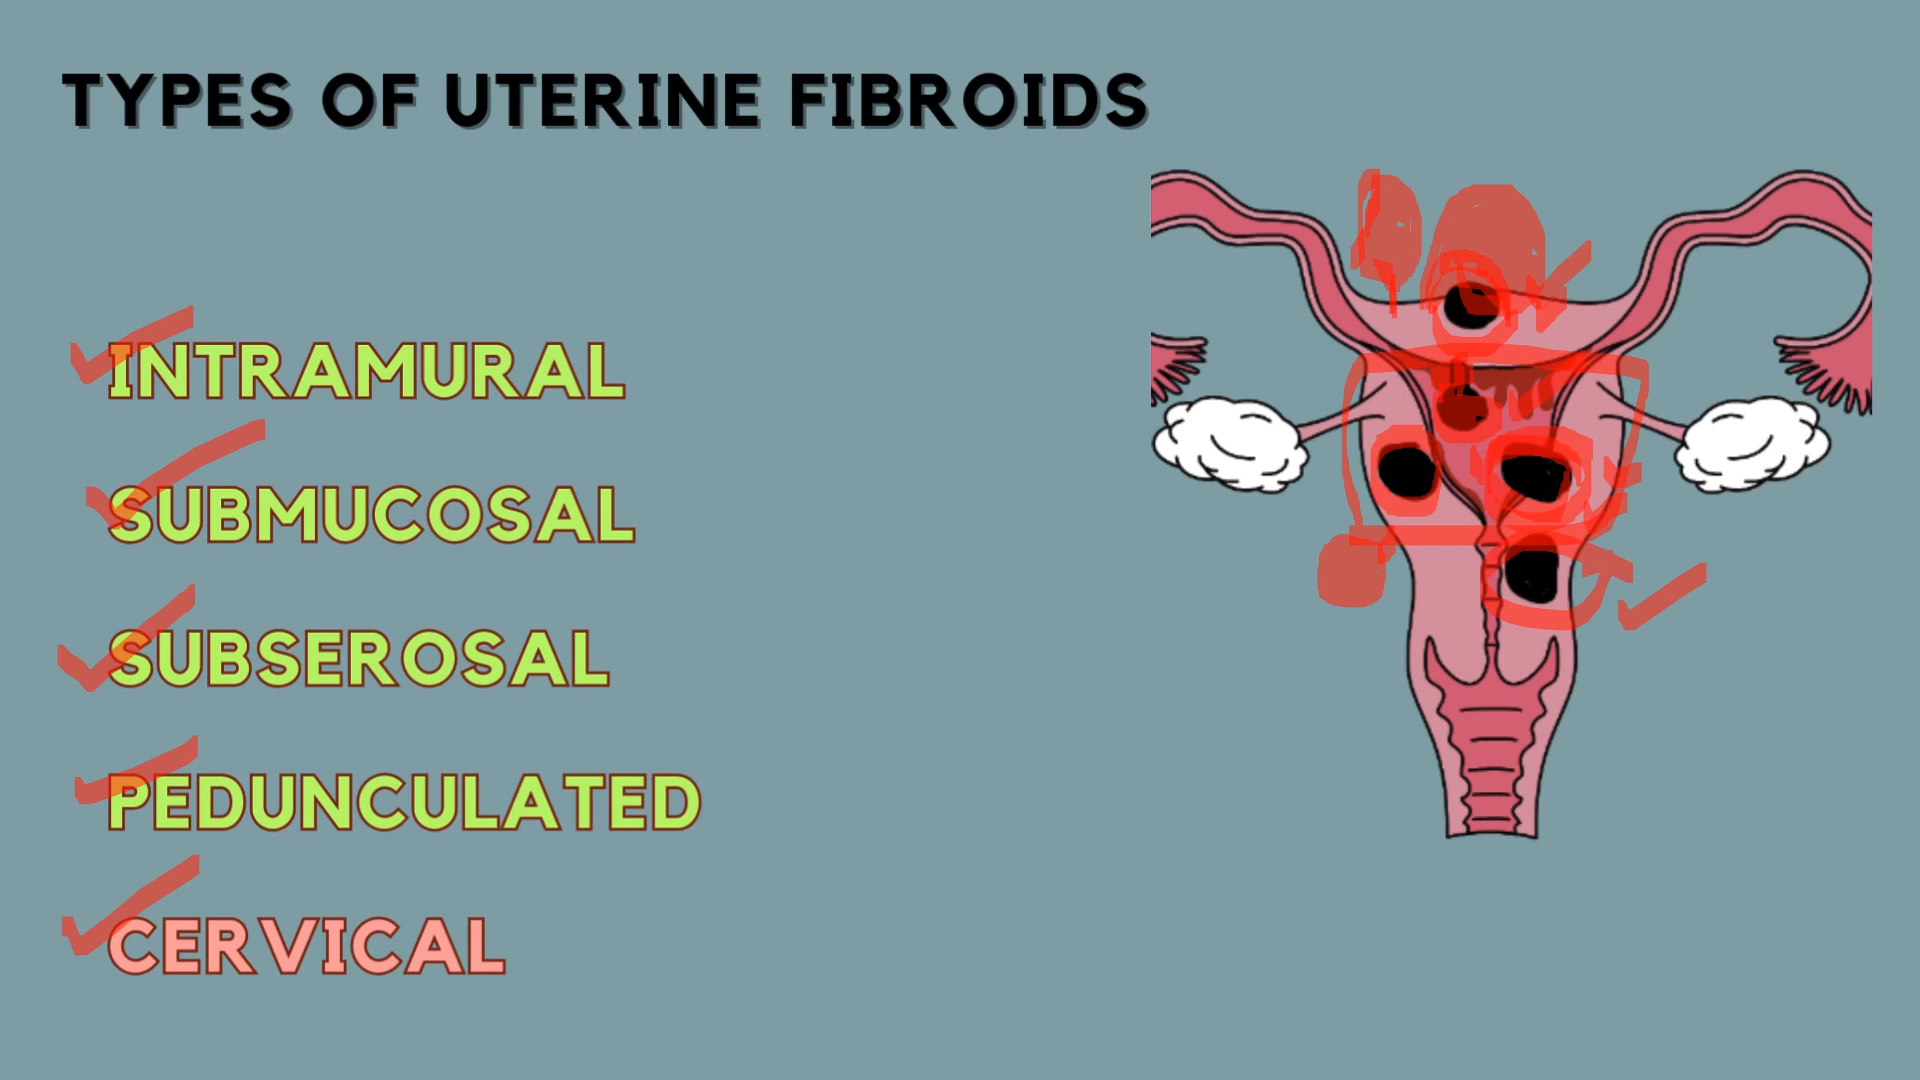 TYPES OF UTERINE FIBROIDS
INTRAMURAL
SUBMUCOSAL
SUBSEROSAL
PEDUNCULATED
CERVICAL